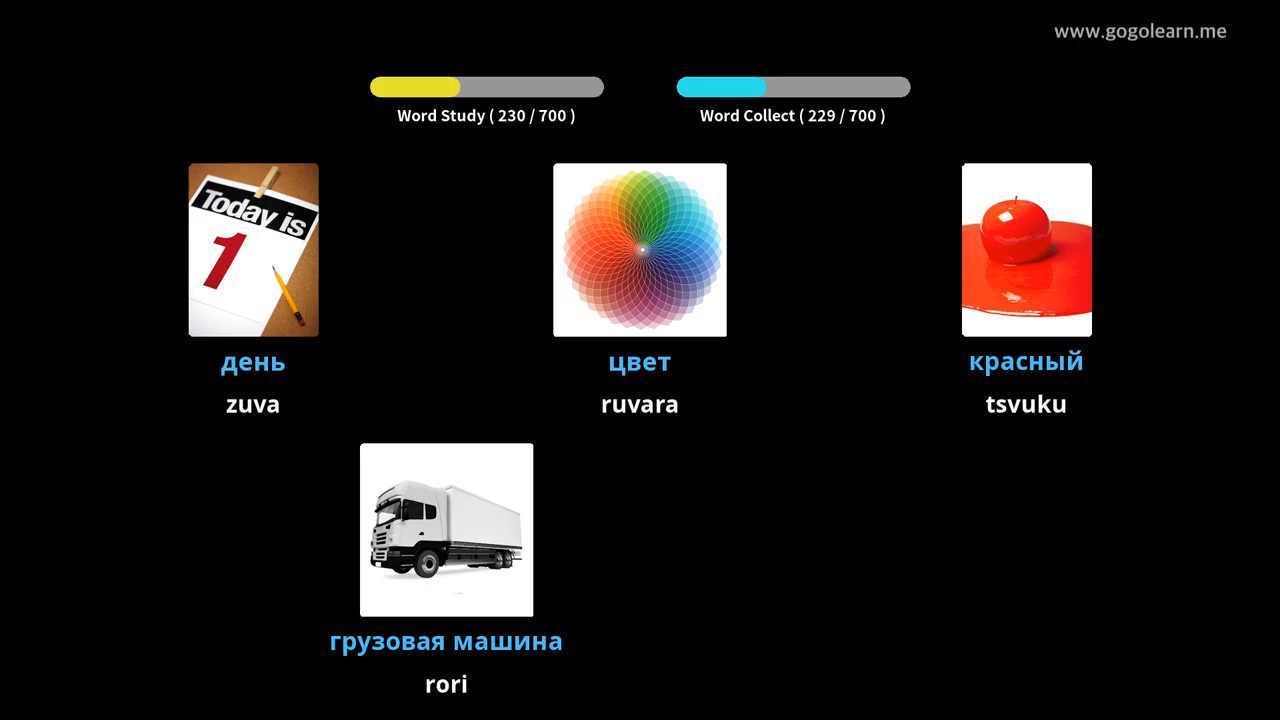 www.gogolearn.me
Word Study ( 230 / 700 )
Word Collect ( 229 / 700 )
Today is
1
день
цвет
красный
zuva
ruvara
tsvuku
грузовая машина
rori